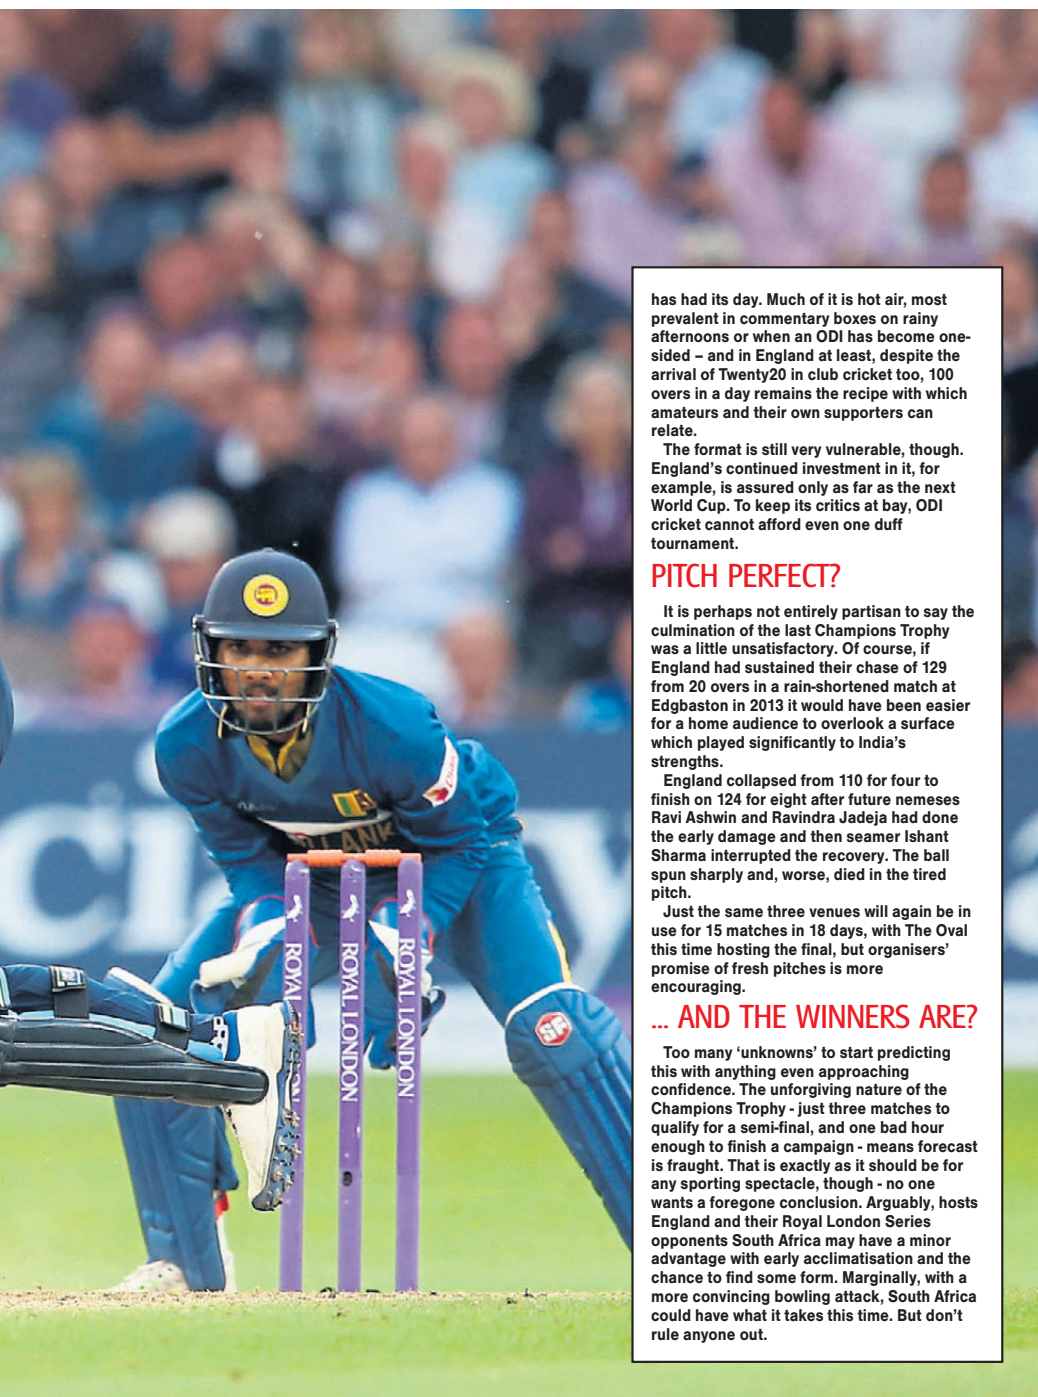 has had its day. Much of it is hot air, most
prevalent in commentary boxes on rainy
afternoons or when an ODI has become one-
sided – and in England at least, despite the
arrival of Twenty20 in club cricket too, 100
overs in a day remains the recipe with which
amateurs and their own supporters can
relate.
The format is still very vulnerable, though.
England's continued investment in it, for
example, is assured only as far as the next
World Cup. To keep its critics at bay, ODI
cricket cannot afford even one duff
tournament.
PITCH PERFECT?
It is perhaps not entirely partisan to say the
culmination of the last Champions Trophy
was a little unsatisfactory. Of course, if
England had sustained their chase of 129
from 20 overs in a rain-shortened match at
Edgbaston in 2013 it would have been easier
for a home audience to overlook a surface
which played significantly to India's
strengths.
England collapsed from 110 for four to
finish on 124 for eight after future nemeses
Ravi Ashwin and Ravindra Jadeja had done
the early damage and then seamer Ishant
Sharma interrupted the recovery. The ball
spun sharply and, worse, died in the tired
pitch.
Just the same three venues will again be in
use for 15 matches in 18 days, with The Oval
this time hosting the final, but organisers'
promise of fresh pitches is more
encouraging.
... AND THE WINNERS ARE?
Too many 'unknowns' to start predicting
this with anything even approaching
confidence. The unforgiving nature of the
Champions Trophy - just three matches to
qualify for a semi-final, and one bad hour
enough to finish a campaign - means forecast
is fraught. That is exactly as it should be for
any sporting spectacle, though - no one
wants a foregone conclusion. Arguably, hosts
England and their Royal London Series
opponents South Africa may have a minor
advantage with early acclimatisation and the
chance to find some form. Marginally, with a
more convincing bowling attack, South Africa
could have what it takes this time. But don't
rule anyone out.
ROYAL
ROYAL LONDON
ROYAL LONDON
LANK
SF